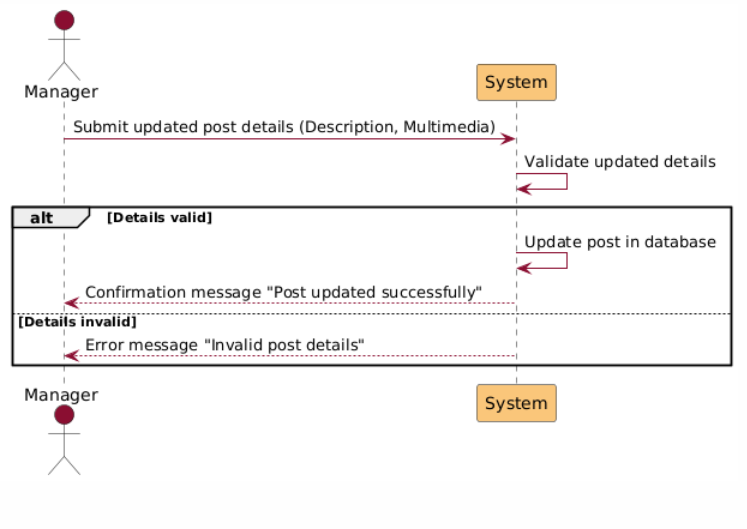 Manager
System
Submit updated post details (Description, Multimedia)
Validate updated details
alt [Details valid]
Update post in database
Confirmation message "Post updated successfully"
[Details invalid]
Error message "Invalid post details"
Manager
System